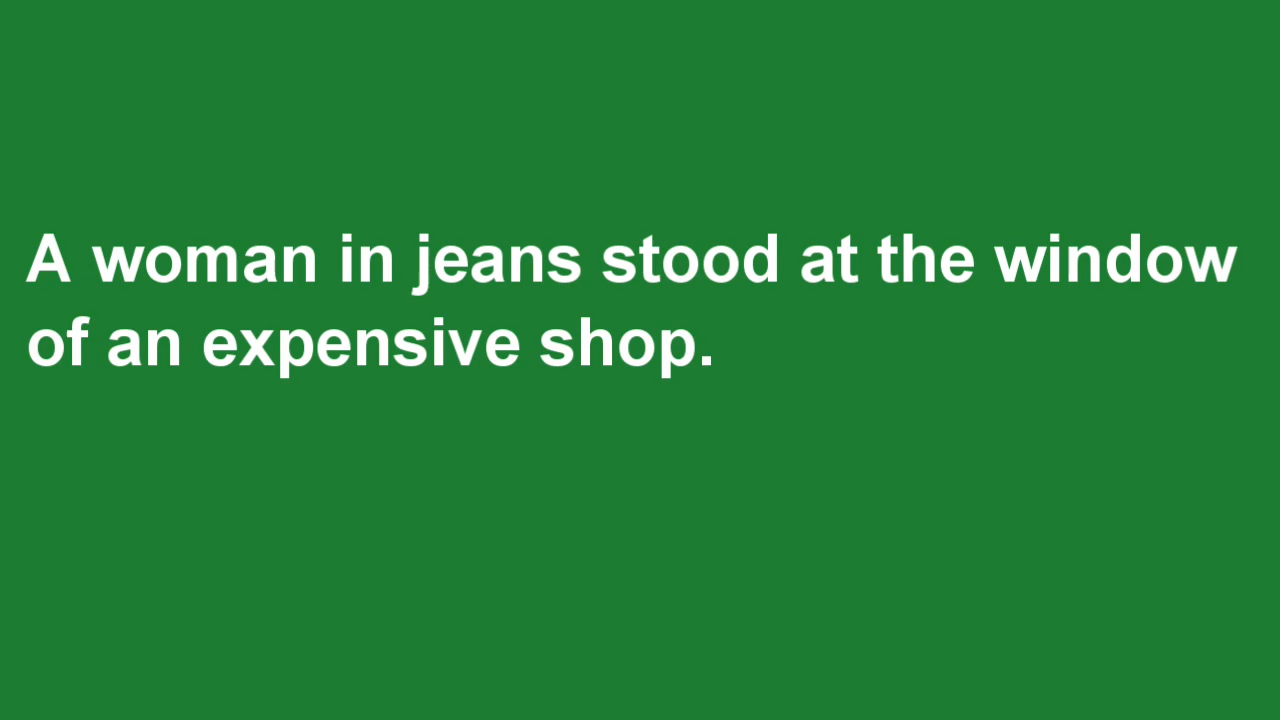 A woman in jeans stood at the window
of an expensive shop.